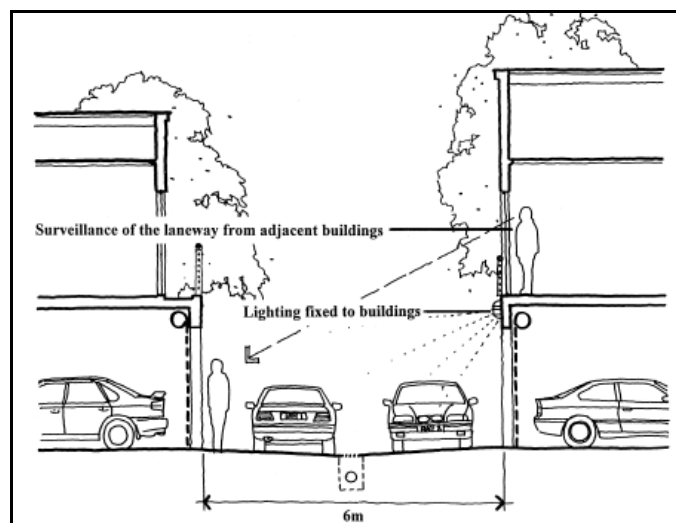 Surveillance of the laneway from adjacent buildings
Lighting fixed to buildings
6m